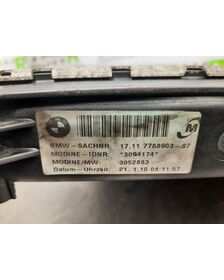 BMW-SACHNR. 17.11 7788903-07
MODINE-IDNR: *3094174*
MODINE/MW: 3052883
Datum-Uhrzeit: 21.1.10 05 11:57